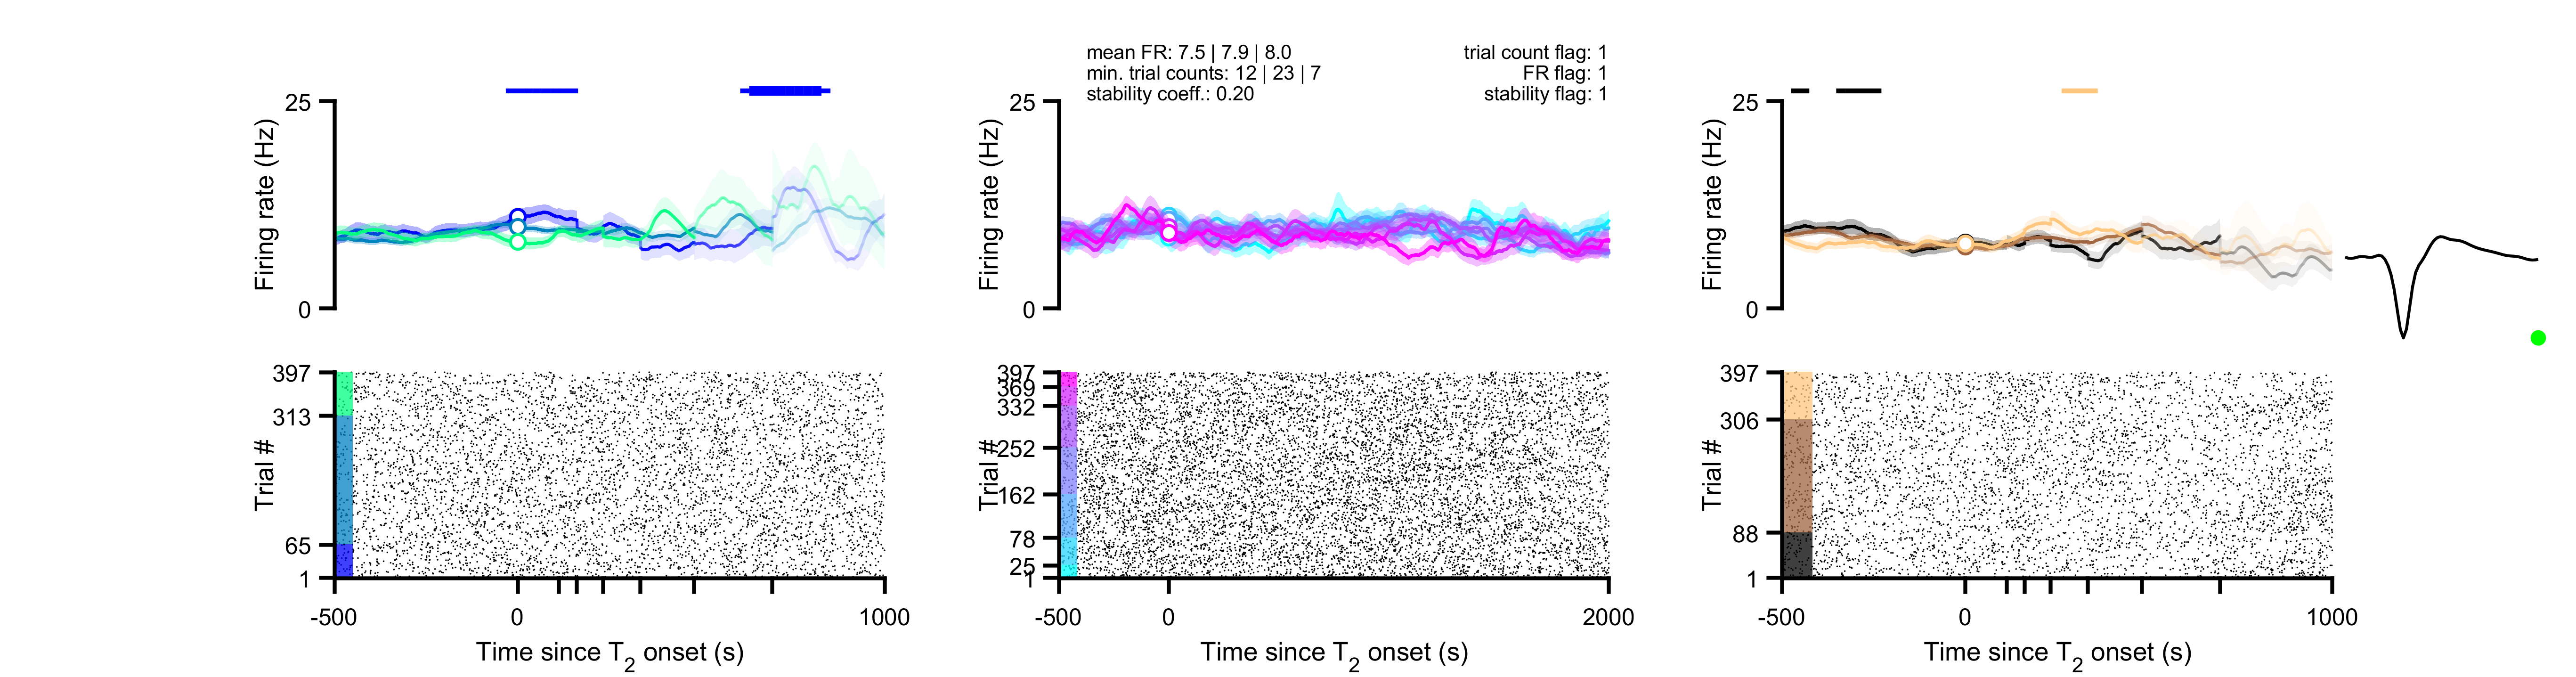 mean FR: 7.5 | 7.9 | 8.0
min. trial counts: 12 | 23 | 7
stability coeff.: 0.20
trial count flag: 1
FR flag: 1
stability flag: 1
25
Firing rate (Hz)
0
25
Firing rate (Hz)
0
25
Firing rate (Hz)
0
397
313
65
1
Trial #
-500
0
1000
Time since T2 onset (s)
397
369
332
252
162
78
25
1
Trial #
-500
0
2000
Time since T2 onset (s)
397
306
88
1
Trial #
-500
0
1000
Time since T2 onset (s)